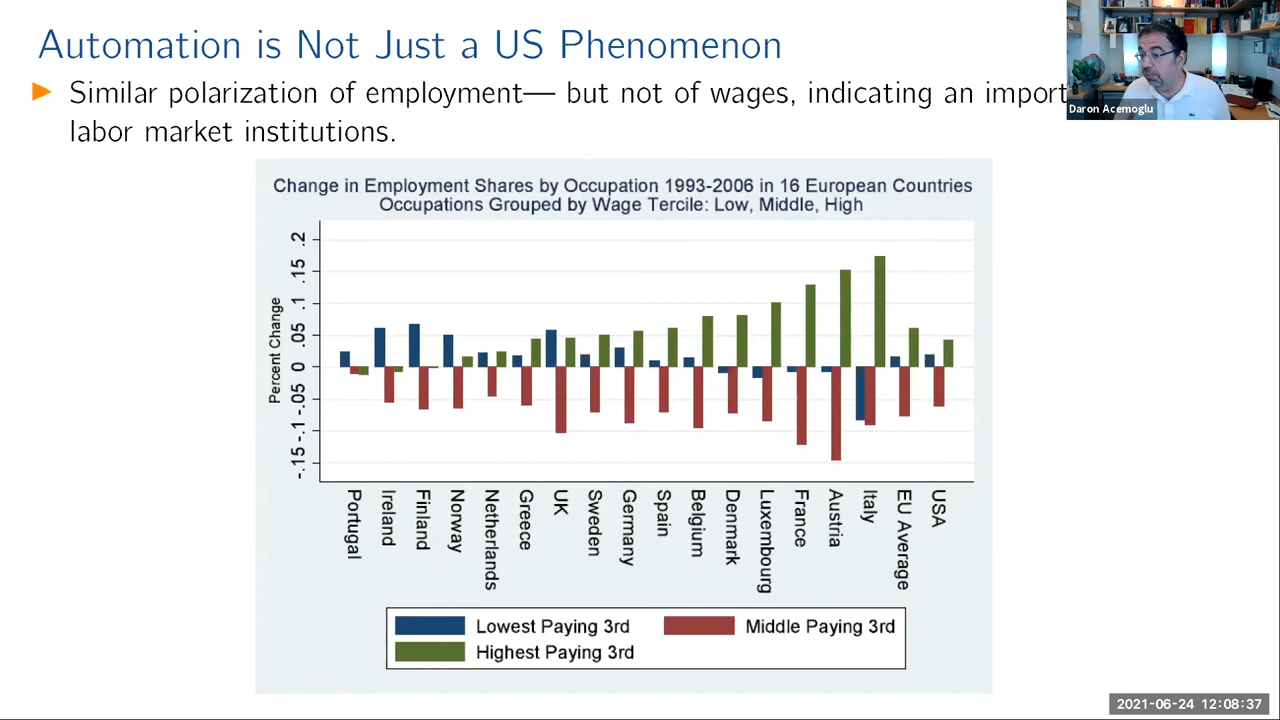 Automation is Not Just a US Phenomenon
Similar polarization of employment— but not of wages, indicating an import
labor market institutions.
Daron Acemoglu
Change in Employment Shares by Occupation 1993-2006 in 16 European Countries
Occupations Grouped by Wage Tercile: Low, Middle, High
Percent Change
.2
.15
.1
.05
0
-.05
-.1
-.15
Portugal
Ireland
Finland
Norway
Netherlands
Greece
UK
Sweden
Germany
Spain
Belgium
Denmark
Luxembourg
France
Austria
Italy
EU Average
USA
Lowest Paying 3rd
Middle Paying 3rd
Highest Paying 3rd
2021-06-24 12:08:37